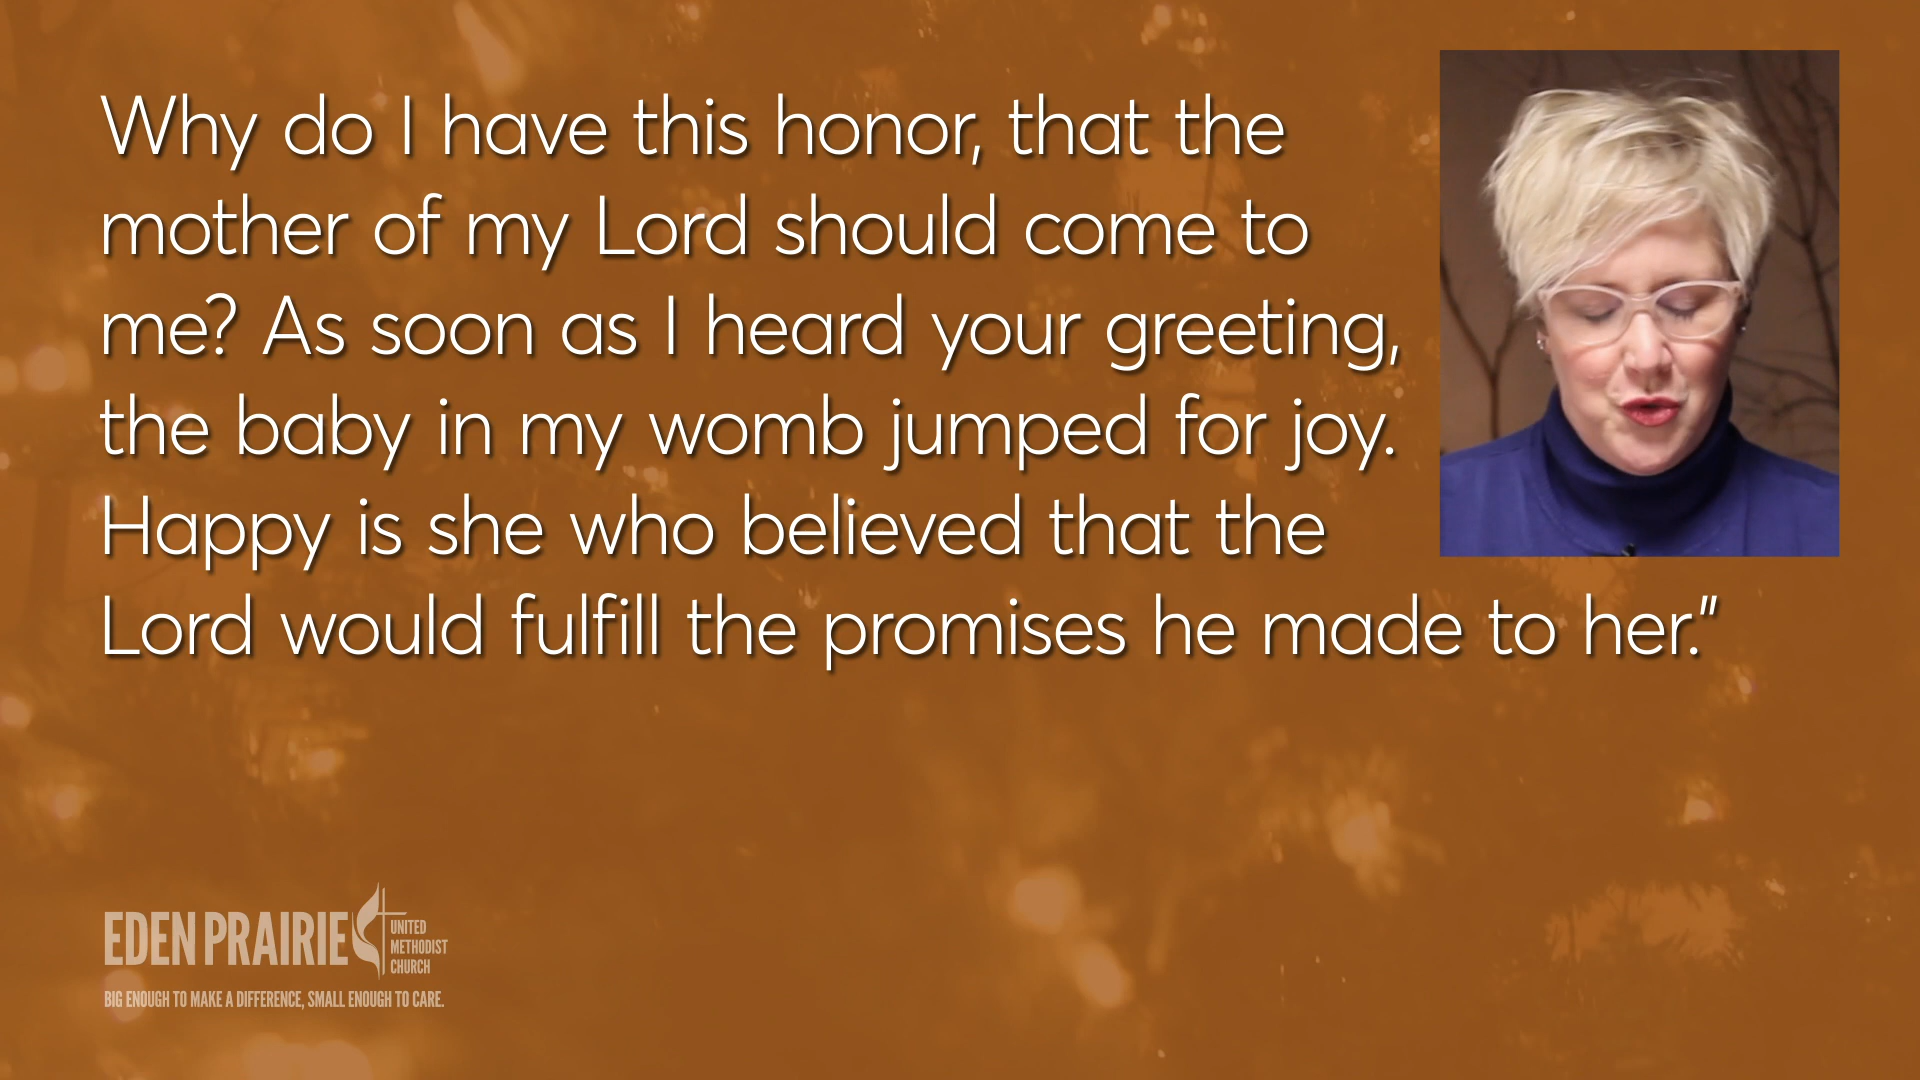 Why do I have this honor, that the
mother of my Lord should come to
me? As soon as I heard your greeting,
the baby in my womb jumped for joy.
Happy is she who believed that the
Lord would fulfill the promises he made to her.”
EDEN PRAIRIE
UNITED
METHODIST
CHURCH
BIG ENOUGH TO MAKE A DIFFERENCE, SMALL ENOUGH TO CARE.